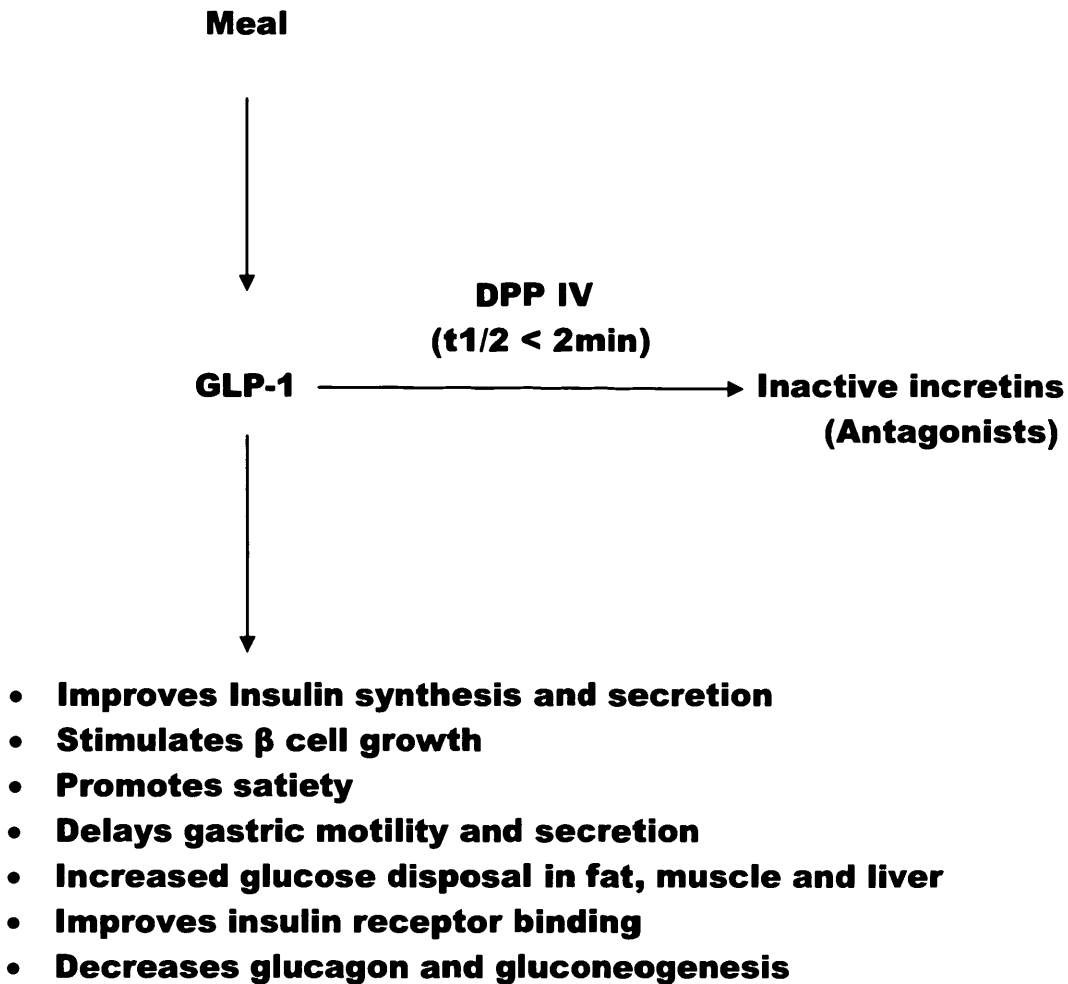 Meal
DPP IV
(t1/2 < 2min)
GLP-1
Inactive incretins
(Antagonists)
• Improves Insulin synthesis and secretion
• Stimulates β cell growth
• Promotes satiety
• Delays gastric motility and secretion
• Increased glucose disposal in fat, muscle and liver
• Improves insulin receptor binding
• Decreases glucagon and gluconeogenesis